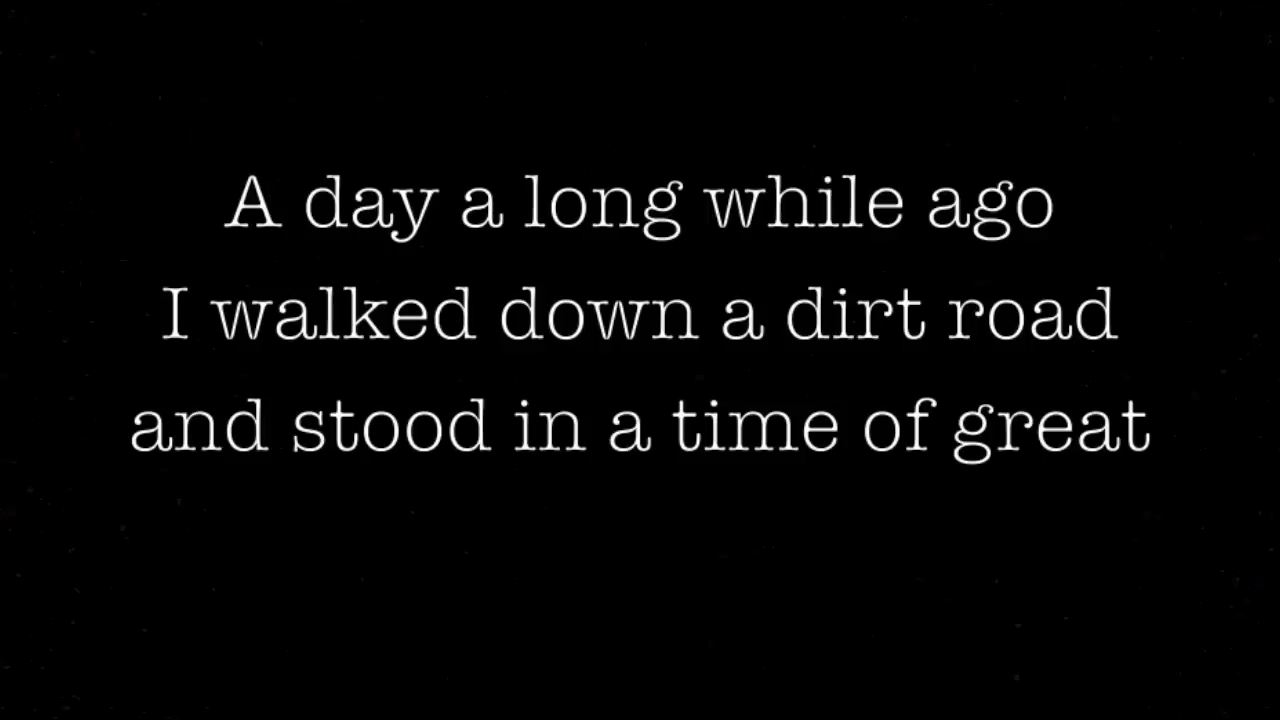 A day a long while ago
I walked down a dirt road
and stood in a time of great